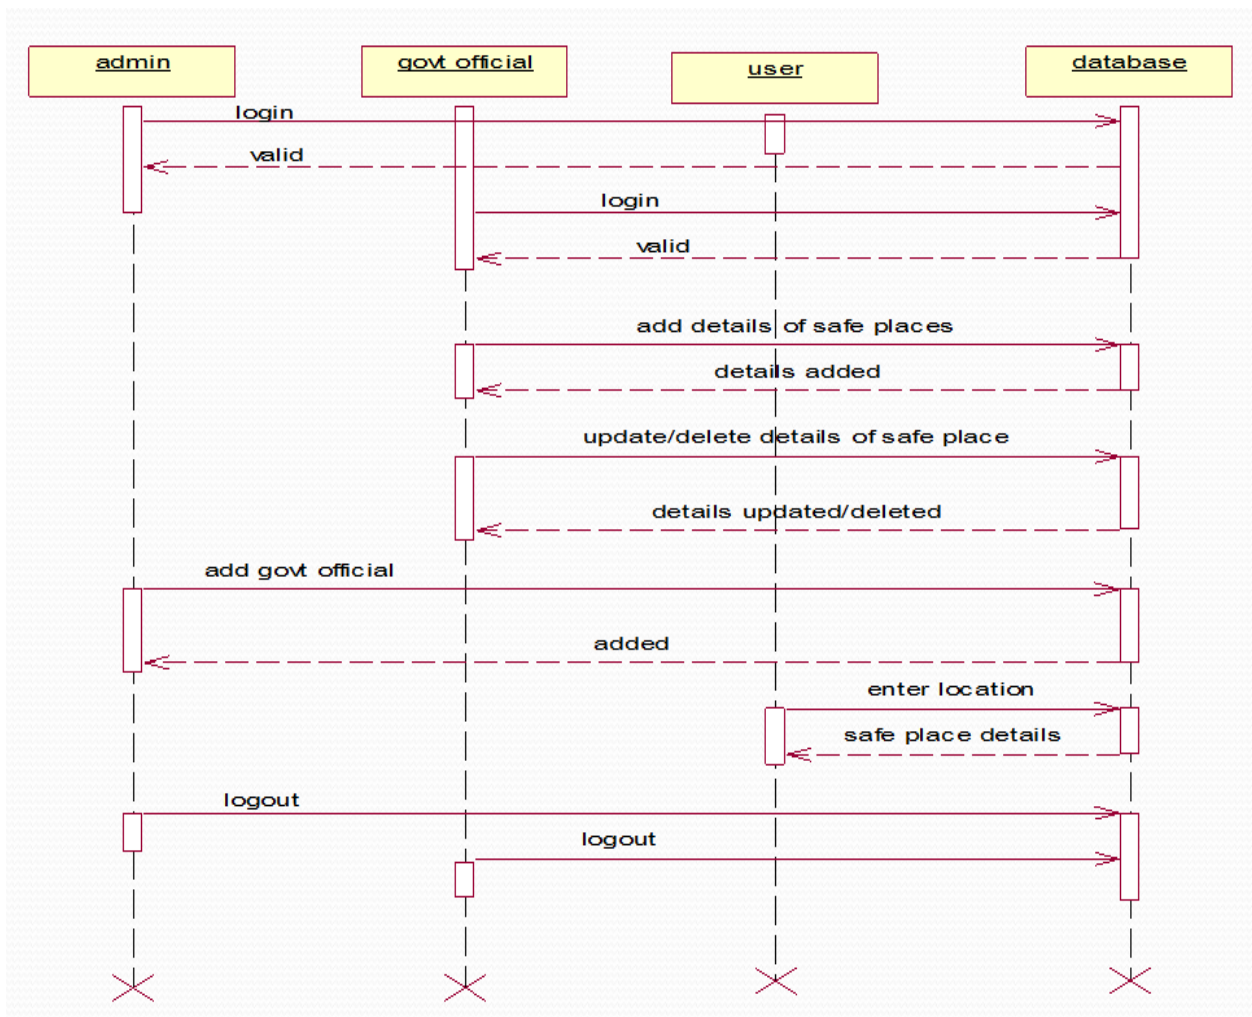 admin
govt official
user
database
login
valid
login
valid
add details of safe places
details added
update/delete details of safe place
details updated/deleted
add govt official
added
enter location
safe place details
logout
logout